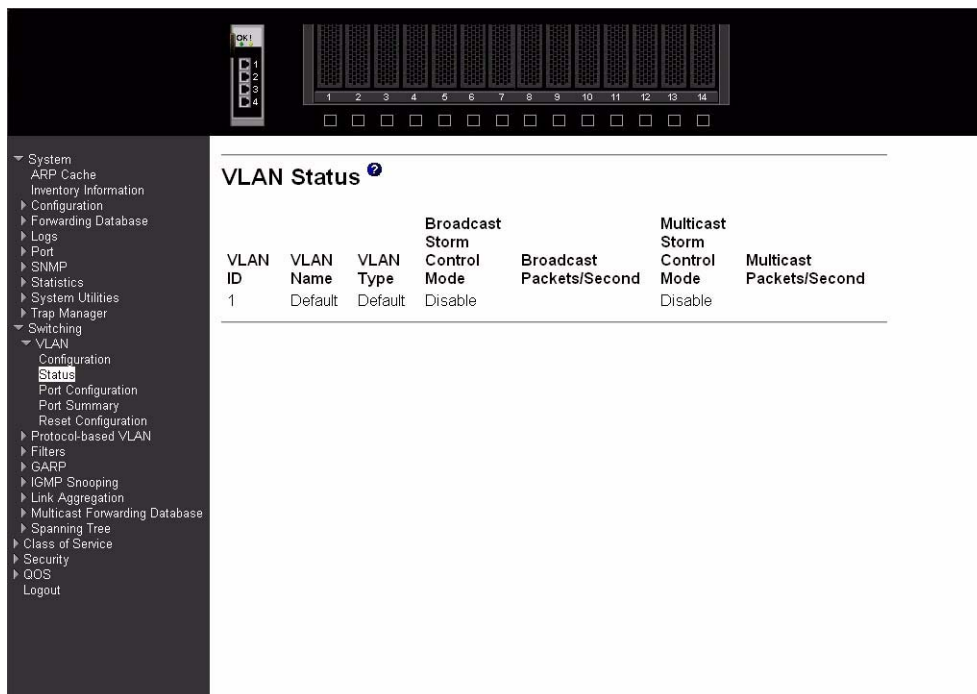 OK!
1
2
3
4
1 2 3 4 5 6 7 8 9 10 11 12 13 14
System
ARP Cache
Inventory Information
Configuration
Forwarding Database
Logs
Port
SNMP
Statistics
System Utilities
Trap Manager
Switching
VLAN
Configuration
Status
Port Configuration
Port Summary
Reset Configuration
Protocol-based VLAN
Filters
GARP
IGMP Snooping
Link Aggregation
Multicast Forwarding Database
Spanning Tree
Class of Service
Security
QOS
Logout
VLAN Status ?
VLAN ID VLAN Name VLAN Type Broadcast Storm Control Mode Broadcast Packets/Second Multicast Storm Control Mode Multicast Packets/Second
1 Default Default Disable Disable